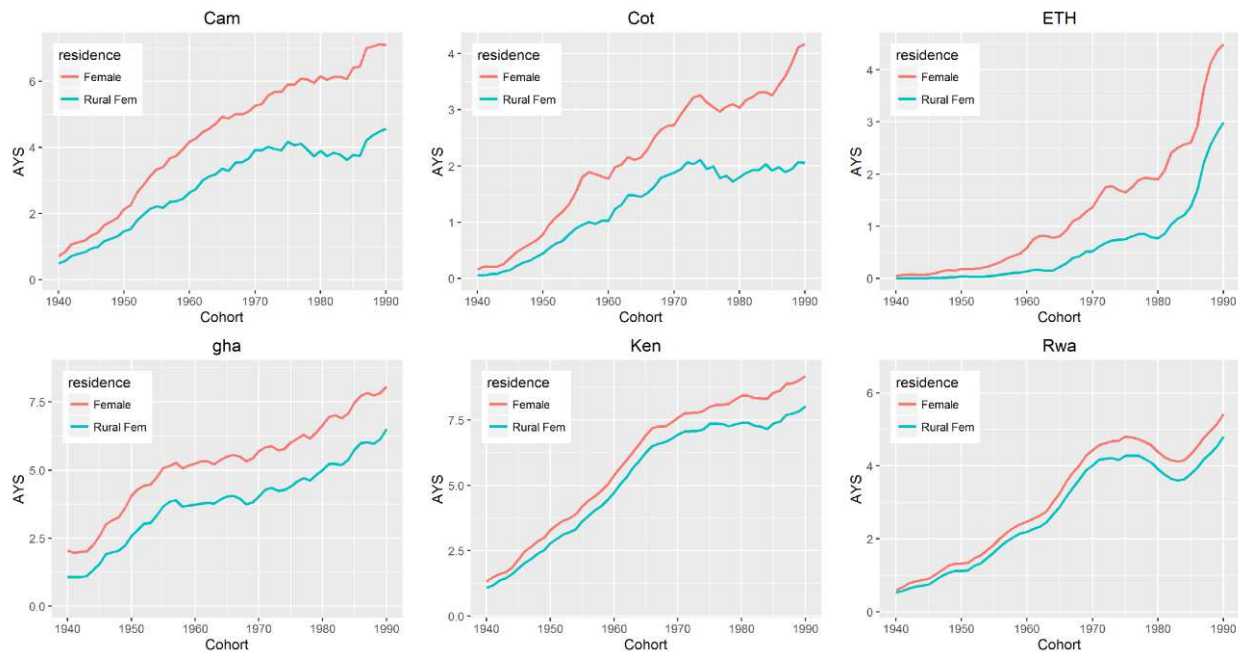 Cam
residence
Female
Rural Fem
AYS
6
4
2
0
1940 1950 1960 1970 1980 1990
Cohort
Cot
residence
Female
Rural Fem
AYS
4
3
2
1
0
1940 1950 1960 1970 1980 1990
Cohort
ETH
residence
Female
Rural Fem
AYS
4
3
2
1
0
1940 1950 1960 1970 1980 1990
Cohort
gha
residence
Female
Rural Fem
AYS
7.5
5.0
2.5
0.0
1940 1950 1960 1970 1980 1990
Cohort
Ken
residence
Female
Rural Fem
AYS
7.5
5.0
2.5
0.0
1940 1950 1960 1970 1980 1990
Cohort
Rwa
residence
Female
Rural Fem
AYS
6
4
2
0
1940 1950 1960 1970 1980 1990
Cohort